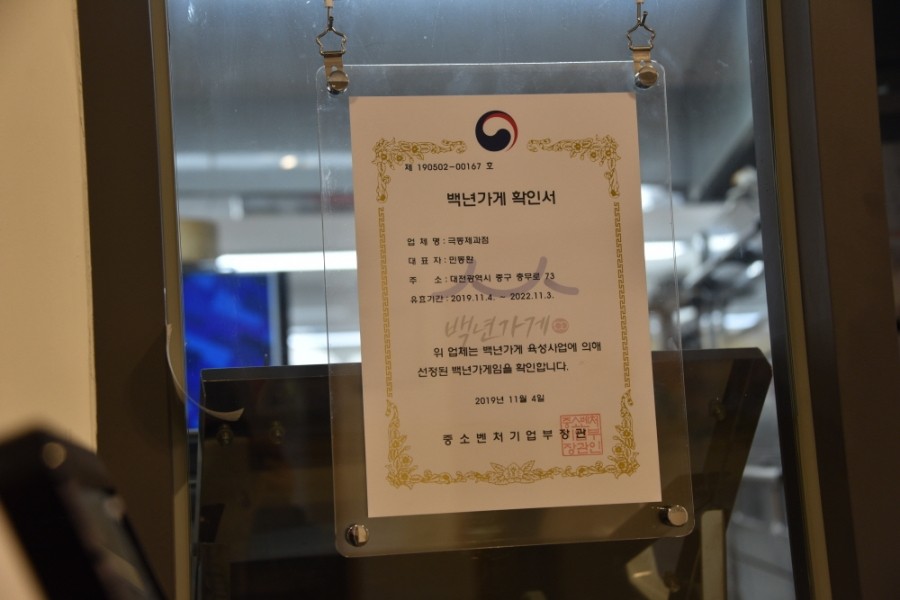 제 190502-00167 호
백년가게 확인서
업 체 명 : 극동제과점
대 표 자 : 민동환
주 소 : 대전광역시 중구 충무로 73
유효기간 : 2019.11.4. - 2022.11.3.
백년가게
위 업체는 백년가게 육성사업에 의해
선정된 백년가게임을 확인합니다.
2019년 11월 4일
중소벤처기업부장관